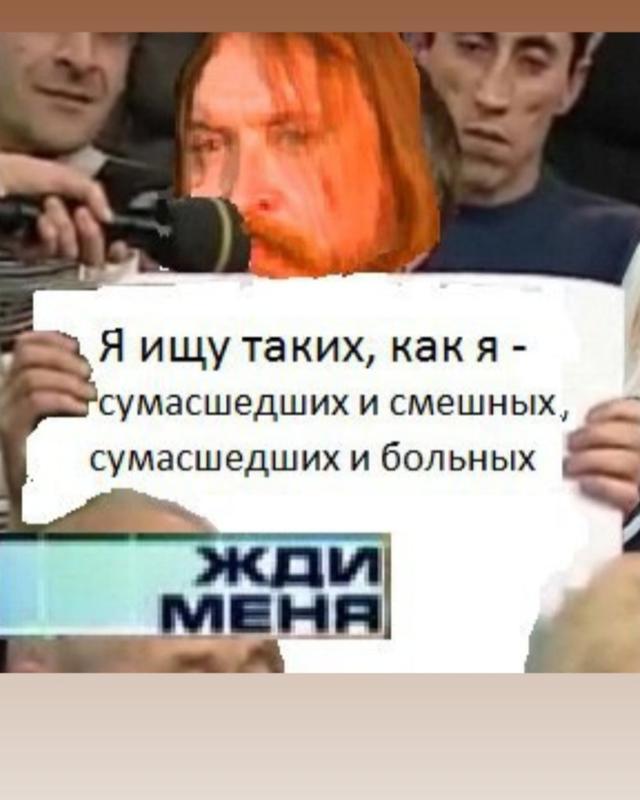 Я ищу таких, как я -
сумасшедших и смешных,
сумасшедших и больных
ЖДИ
МЕНЯ